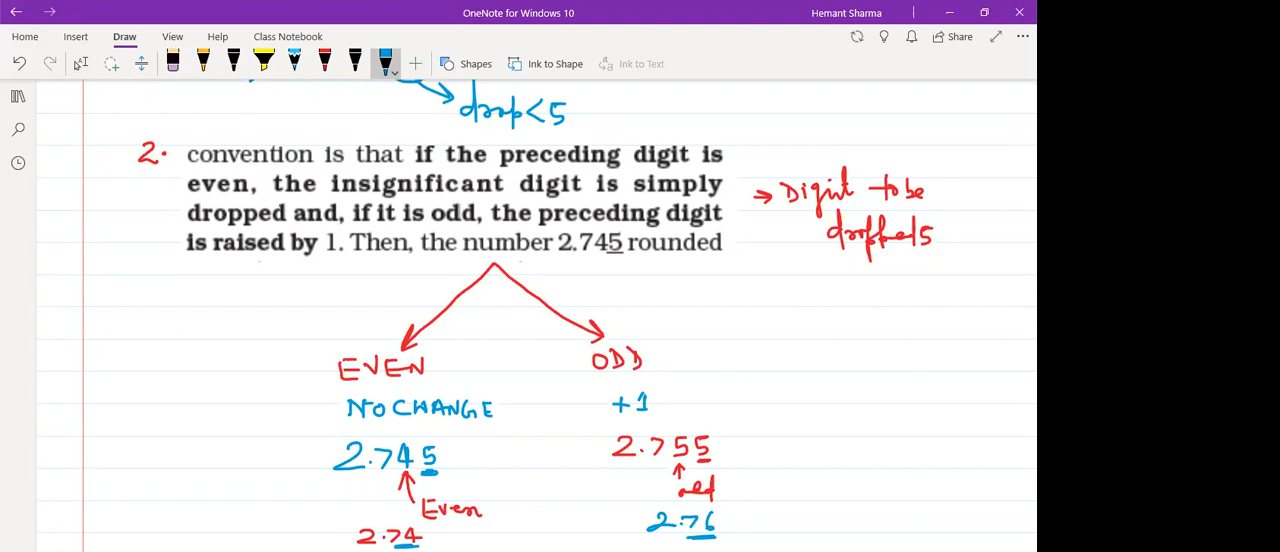 OneNote for Windows 10
Hemant Sharma
Home Insert Draw View Help Class Notebook
Share
Shapes Ink to Shape Ink to Text
drop<5
2. convention is that if the preceding digit is
even, the insignificant digit is simply
dropped and, if it is odd, the preceding digit
is raised by 1. Then, the number 2.745 rounded
→ Digit to be
dropped 5
EVEN ODD
NO CHANGE +1
2.745 2.755
Even odd
2.74 2.76